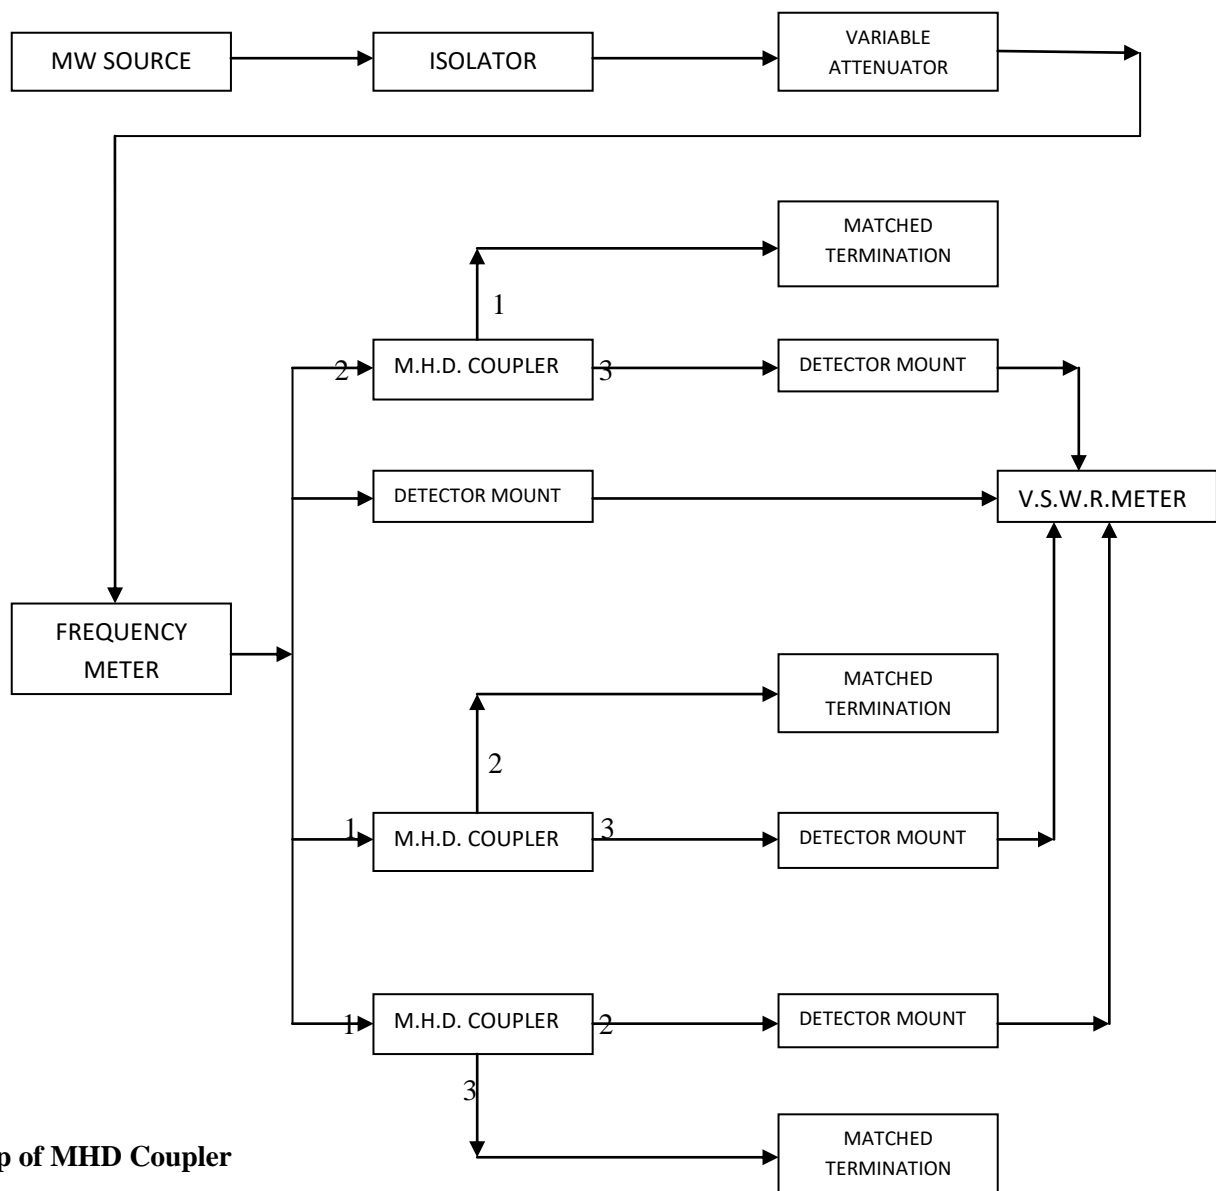 MW SOURCE
ISOLATOR
VARIABLE
ATTENUATOR
MATCHED
TERMINATION
1
2
M.H.D. COUPLER
3
DETECTOR MOUNT
DETECTOR MOUNT
V.S.W.R.METER
FREQUENCY
METER
MATCHED
TERMINATION
2
1
M.H.D. COUPLER
3
DETECTOR MOUNT
1
M.H.D. COUPLER
2
DETECTOR MOUNT
3
MATCHED
TERMINATION
p of MHD Coupler